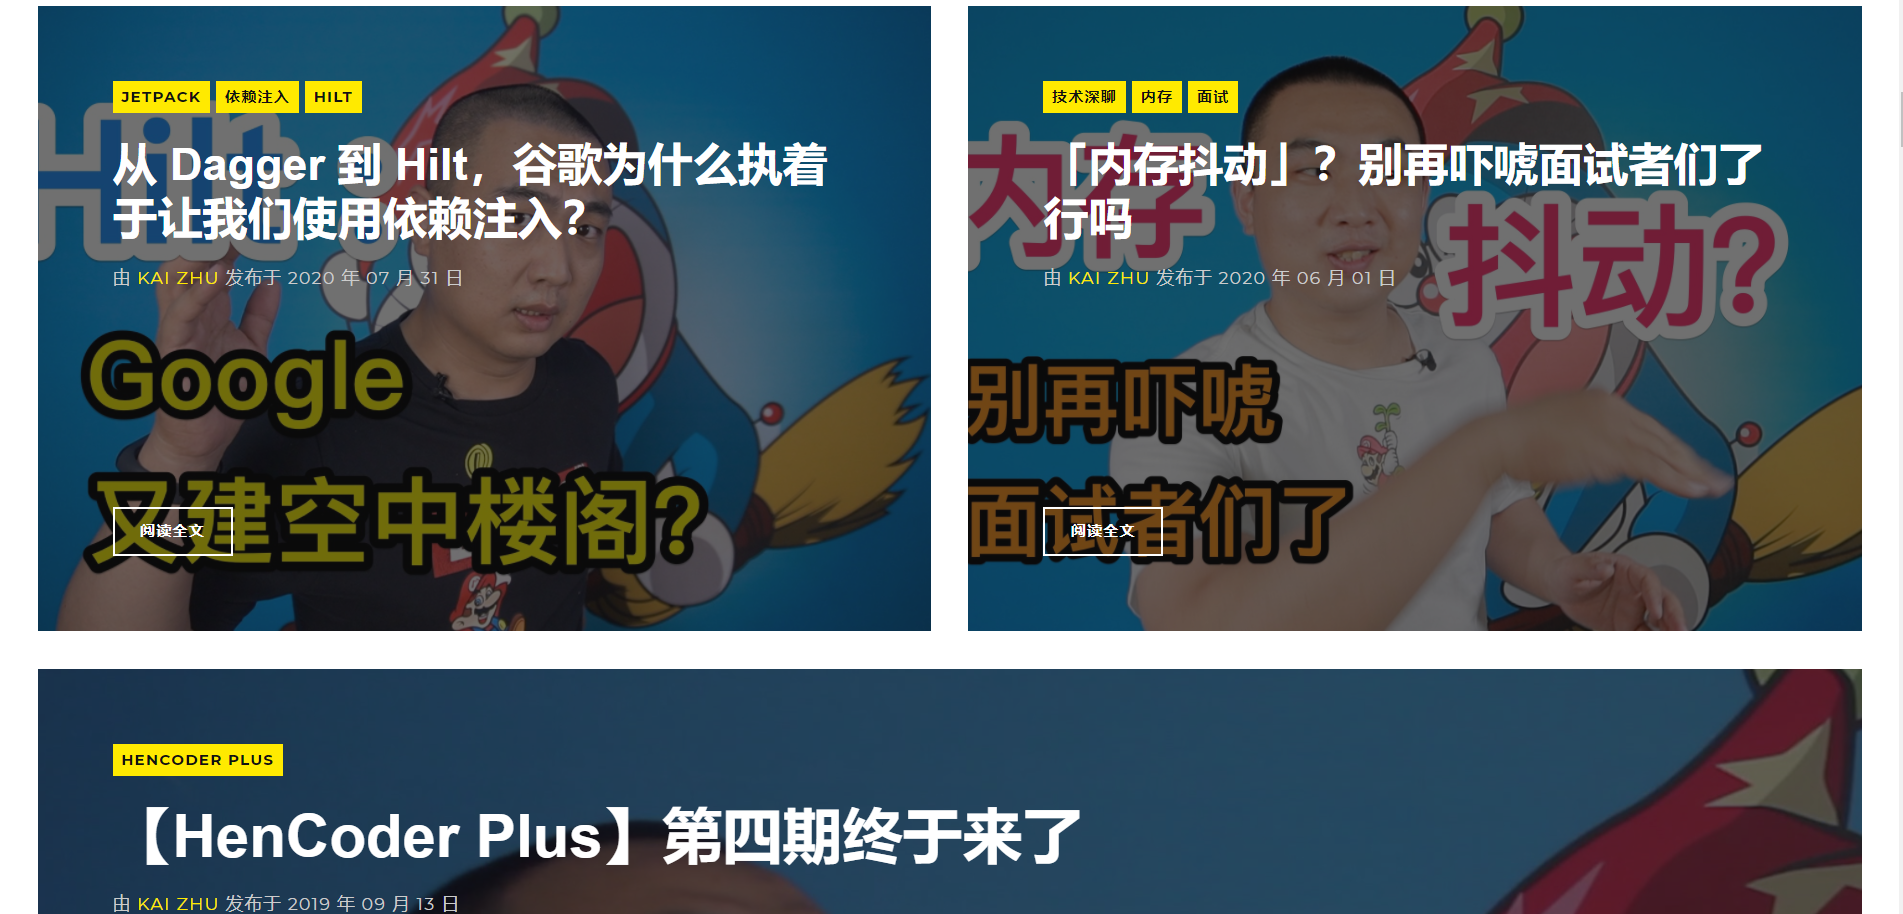 JETPACK 依赖注入 HILT
从 Dagger 到 Hilt，谷歌为什么执着
于让我们使用依赖注入？
由 KAI ZHU 发布于 2020 年 07 月 31 日
Hilt
Google
又建空中楼阁？
阅读全文
技术深聊 内存 面试
「内存抖动」？别再吓唬面试者们了
行吗
由 KAI ZHU 发布于 2020 年 06 月 01 日
内存
抖动？
别再吓唬
面试者们了
阅读全文
HENCODER PLUS
【HenCoder Plus】第四期终于来了
由 KAI ZHU 发布于 2019 年 09 月 13 日